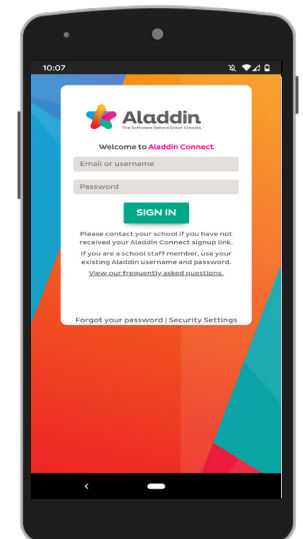 10:07
Aladdin
The Software Behind Great Schools
Welcome to Aladdin Connect
Email or username
Password
SIGN IN
Please contact your school if you have not
received your Aladdin Connect signup link.
If you are a school staff member, use your
existing Aladdin username and password.
View our frequently asked questions.
Forgot your password | Security Settings